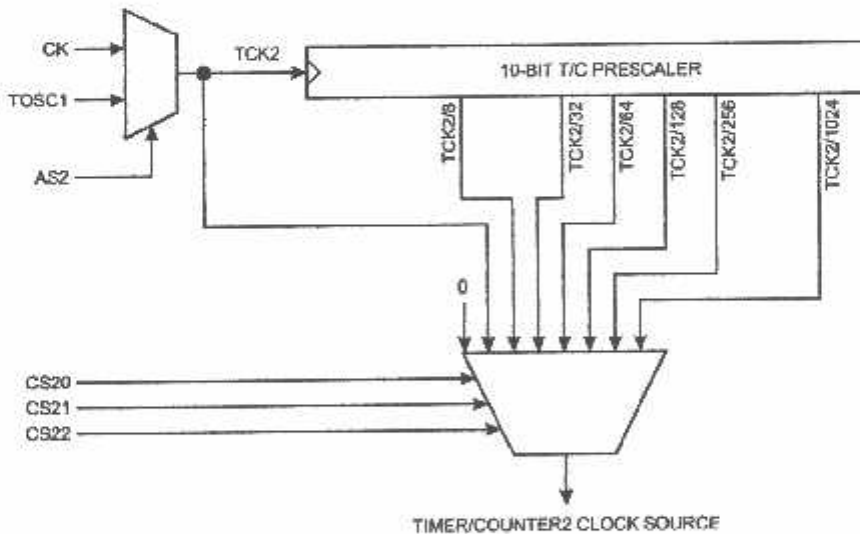 CK
TCK2
10-BIT T/C PRESCALER
TOSC1
TCK2/8
TCK2/32
TCK2/64
TCK2/128
TCK2/256
TCK2/1024
AS2
0
CS20
CS21
CS22
TIMER/COUNTER2 CLOCK SOURCE